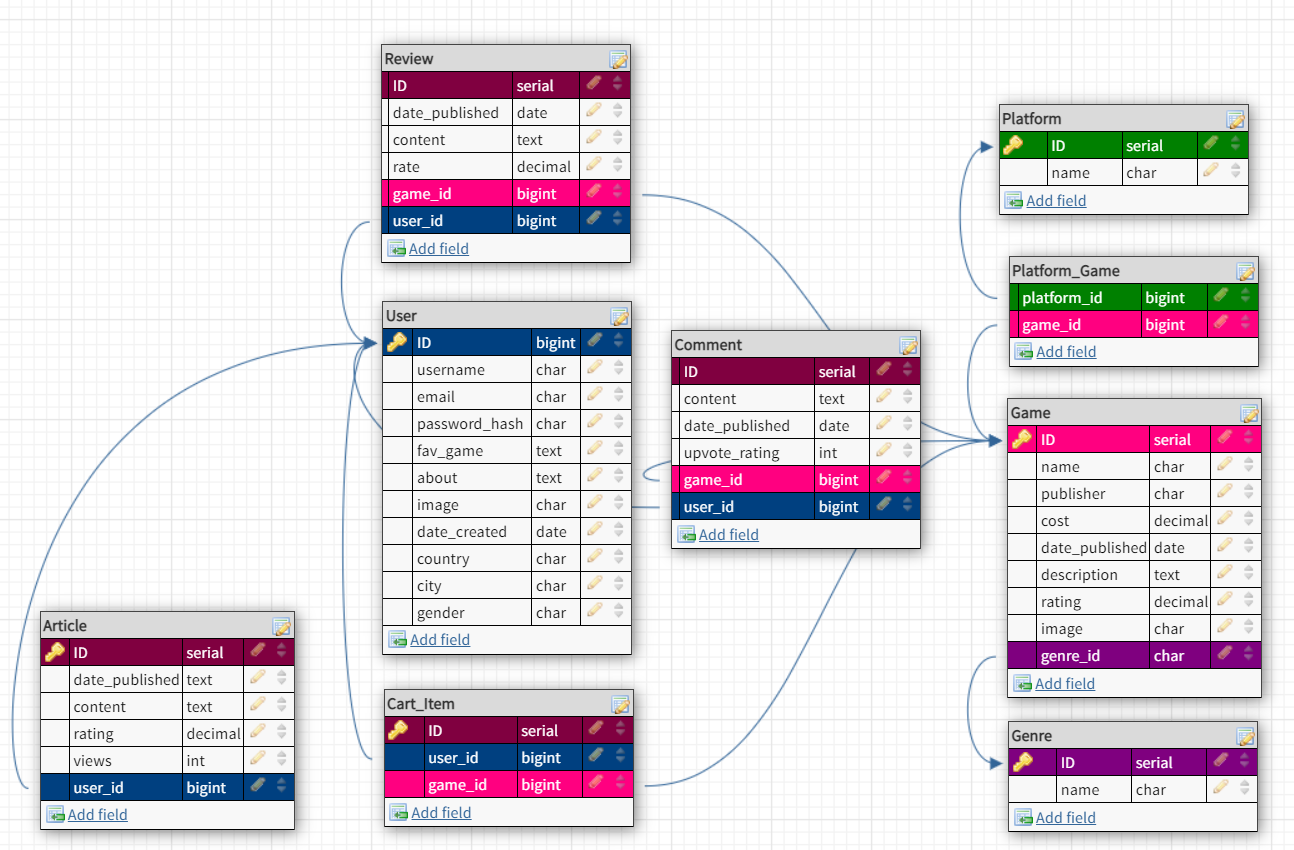 Review
ID serial
date_published date
content text
rate decimal
game_id bigint
user_id bigint
Add field
User
ID bigint
username char
email char
password_hash char
fav_game text
about text
image char
date_created date
country char
city char
gender char
Add field
Article
ID serial
date_published text
content text
rating decimal
views int
user_id bigint
Add field
Cart_Item
ID serial
user_id bigint
game_id bigint
Add field
Comment
ID serial
content text
date_published date
upvote_rating int
game_id bigint
user_id bigint
Add field
Platform
ID serial
name char
Add field
Platform_Game
platform_id bigint
game_id bigint
Add field
Game
ID serial
name char
publisher char
cost decimal
date_published date
description text
rating decimal
image char
genre_id char
Add field
Genre
ID serial
name char
Add field